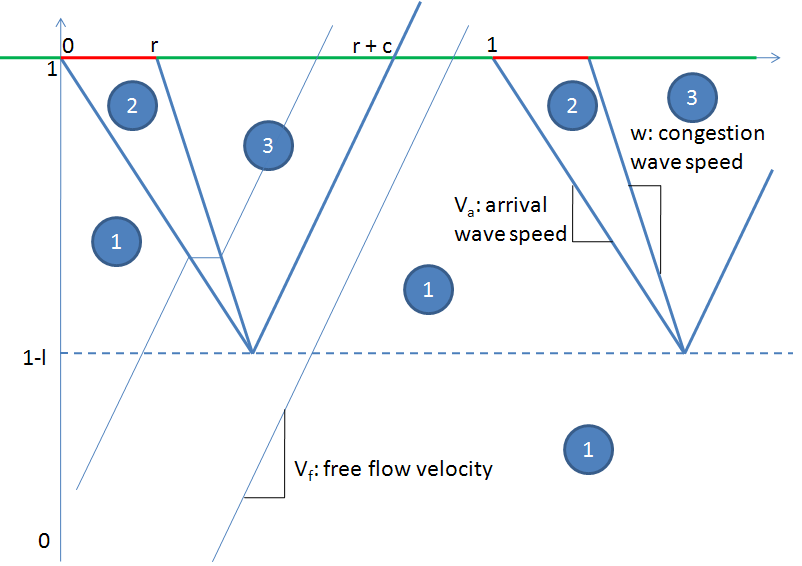 0 r r + c 1
1
2 2 3
3
w: congestion
wave speed
Va: arrival
wave speed
1
1
1-l
1
Vf: free flow velocity
0